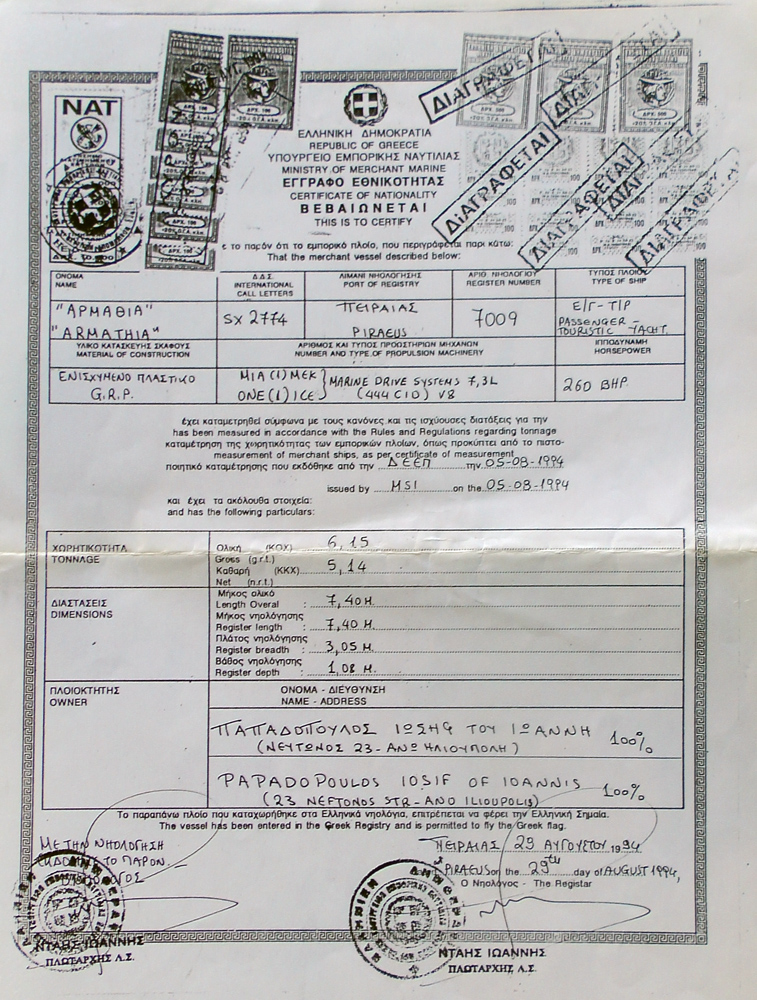 NAT
ΔΙΑΓΡΑΦΕΤΑΙ
ΔΙΑΓΡΑΦΕΤΑΙ
ΔΙΑΓΡΑΦΕΤΑΙ
ΕΛΛΗΝΙΚΗ ΔΗΜΟΚΡΑΤΙΑ
REPUBLIC OF GREECE
ΥΠΟΥΡΓΕΙΟ ΕΜΠΟΡΙΚΗΣ ΝΑΥΤΙΛΙΑΣ
MINISTRY OF MERCHANT MARINE
ΕΓΓΡΑΦΟ ΕΘΝΙΚΟΤΗΤΑΣ
CERTIFICATE OF NATIONALITY
ΒΕΒΑΙΩΝΕΤΑΙ
THIS IS TO CERTIFY
ε το παρόν ότι το εμπορικό πλοίο, που περιγράφεται παρι κάτω:
That the merchant vessel described below:
ΟΝΟΜΑ
NAME
Δ.Δ.Σ.
INTERNATIONAL
CALL LETTERS
ΛΙΜΑΝΙ ΝΗΟΛΟΓΗΣΗΣ
PORT OF REGISTRY
ΑΡΙΘ. ΝΗΟΛΟΓΙΟΥ
REGISTER NUMBER
ΤΥΠΟΣ ΠΛΟΙΟΥ
TYPE OF SHIP
"ΑΡΜΑΘΙΑ"
"ARMATHIA"
SX 2774
ΠΕΙΡΑΙΑΣ
PIRAEUS
7009
Ε/Γ-Τ/Ρ
PASSENGER -
TOURISTIC YACHT.
ΥΛΙΚΟ ΚΑΤΑΣΚΕΥΗΣ ΣΚΑΦΟΥΣ
MATERIAL OF CONSTRUCTION
ΑΡΙΘΜΟΣ ΚΑΙ ΤΥΠΟΣ ΠΡΟΩΣΤΗΡΙΩΝ ΜΗΧΑΝΩΝ
NUMBER AND TYPE OF PROPULSION MACHINERY
ΙΠΠΟΔΥΝΑΜΗ
HORSEPOWER
ΕΝΙΣΧΥΜΕΝΟ ΠΛΑΣΤΙΚΟ
G.R.P.
ΜΙΑ (1) ΜΕΚ
ONE (1) ICE
MARINE DRIVE SYSTEMS 7,3L
(444 CID) V8
260 BHP.
έχει καταμετρηθεί σύμφωνα με τους κανόνες και τις ισχύουσες διατάξεις για την
has been measured in accordance with the Rules and Regulations regarding tonnage
καταμέτρηση της χωρητικότητας των εμπορικών πλοίων, όπως προκύπτει από το πιστο-
measurement of merchant ships, as per certificate of measurement
ποιητικό καταμέτρησης που εκδόθηκε από την ΔΕΕΠ την 05-08-1994
issued by MSI on the 05-08-1994
και έχει τα ακόλουθα στοιχεία:
and has the following particulars:
ΧΩΡΗΤΙΚΟΤΗΤΑ
TONNAGE
Ολική (ΚΟΧ) 6,15
Gross (g.r.t.)
Καθαρή (ΚΚΧ) 5,14
Net (n.r.t.)
ΔΙΑΣΤΑΣΕΙΣ
DIMENSIONS
Μήκος ολικό
Length Overal : 7,40 Μ.
Μήκος νηολόγησης
Register length : 7,40 Μ.
Πλάτος νηολόγησης
Register breadth : 3,05 Μ.
Βάθος νηολόγησης
Register depth : 1,08 Μ.
ΠΛΟΙΟΚΤΗΤΗΣ
OWNER
ΟΝΟΜΑ - ΔΙΕΥΘΥΝΣΗ
NAME - ADDRESS
ΠΑΠΑΔΟΠΟΥΛΟΣ ΙΩΣΗΦ ΤΟΥ ΙΩΑΝΝΗ 100%
(ΝΕΥΤΩΝΟΣ 23-ΑΝΩ ΗΛΙΟΥΠΟΛΗ)
PAPADOPOULOS IOSIF OF IOANNIS 100%
(23 NEFTONOS STR-ANO ILIOUPOLIS)
Το παραπάνω πλοίο που καταχωρήθηκε στα Ελληνικά νηολόγια, επιτρέπεται να φέρει την Ελληνική Σημαία.
The vessel has been entered in the Greek Registry and is permitted to fly the Greek flag.
ΜΕ ΤΗΝ ΝΗΟΛΟΓΗΣΗ
ΤΟ ΠΑΡΟΝ.
ΠΕΙΡΑΙΑΣ 29 ΑΥΓΟΥΣΤΟΥ 1994
PIRAEUS on the 29th day of AUGUST 1994,
Ο Νηολόγος - The Registar
ΝΤΑΗΣ ΙΩΑΝΝΗΣ
ΠΛΩΤΑΡΧΗΣ Λ.Σ.
ΝΤΑΗΣ ΙΩΑΝΝΗΣ
ΠΛΩΤΑΡΧΗΣ Λ.Σ.